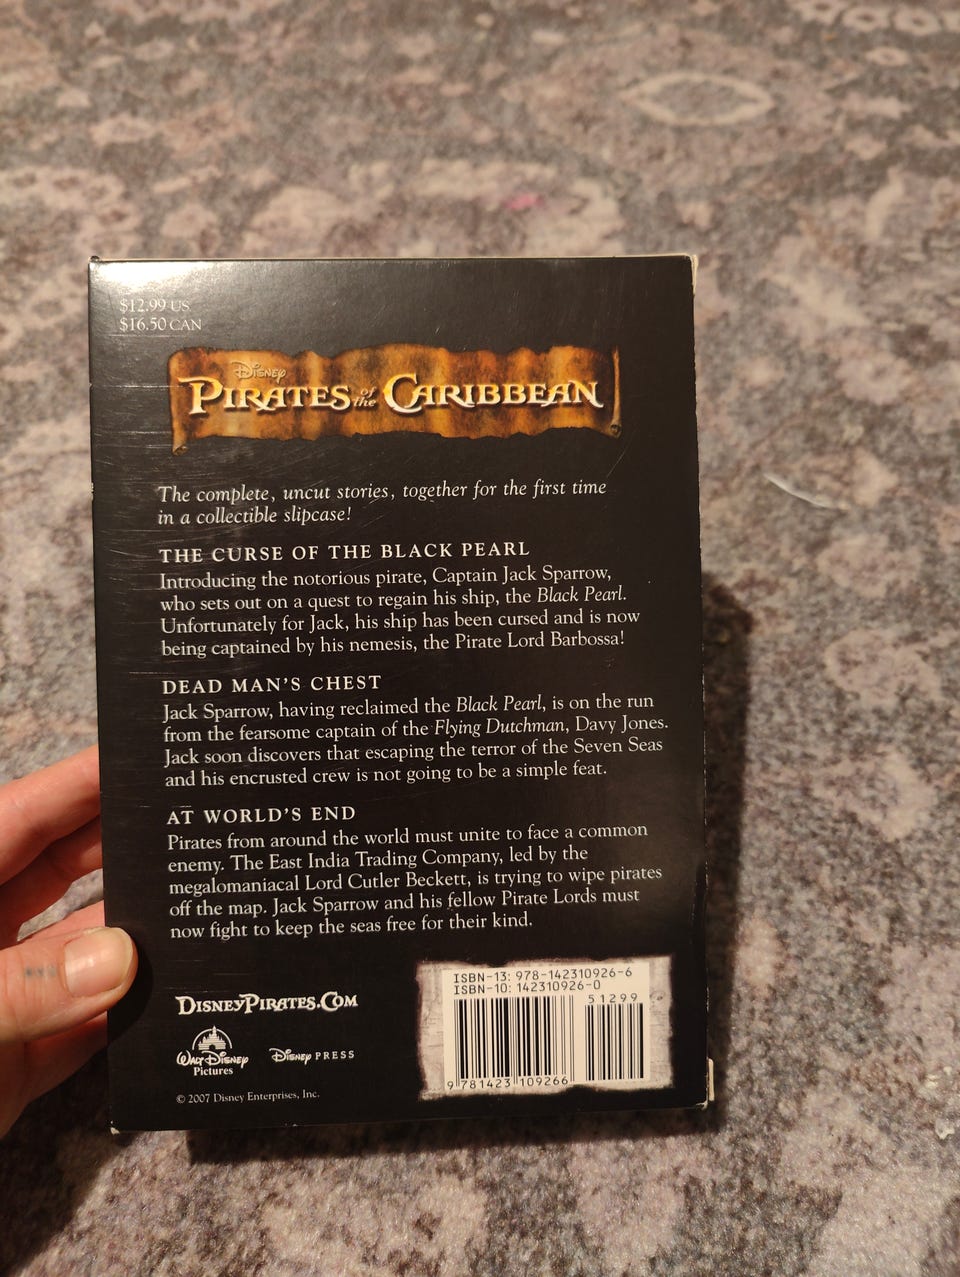 $12.99 US
$16.50 CAN
Disney
PIRATES of the CARIBBEAN
The complete, uncut stories, together for the first time
in a collectible slipcase!
THE CURSE OF THE BLACK PEARL
Introducing the notorious pirate, Captain Jack Sparrow,
who sets out on a quest to regain his ship, the Black Pearl.
Unfortunately for Jack, his ship has been cursed and is now
being captained by his nemesis, the Pirate Lord Barbossa!
DEAD MAN'S CHEST
Jack Sparrow, having reclaimed the Black Pearl, is on the run
from the fearsome captain of the Flying Dutchman, Davy Jones.
Jack soon discovers that escaping the terror of the Seven Seas
and his encrusted crew is not going to be a simple feat.
AT WORLD'S END
Pirates from around the world must unite to face a common
enemy. The East India Trading Company, led by the
megalomaniacal Lord Cutler Beckett, is trying to wipe pirates
off the map. Jack Sparrow and his fellow Pirate Lords must
now fight to keep the seas free for their kind.
DISNEYPIRATES.COM
WALT DISNEY
Pictures
Disney PRESS
© 2007 Disney Enterprises, Inc.
ISBN-13: 978-142310926-6
ISBN-10: 142310926-0
51299
9 781423 109266